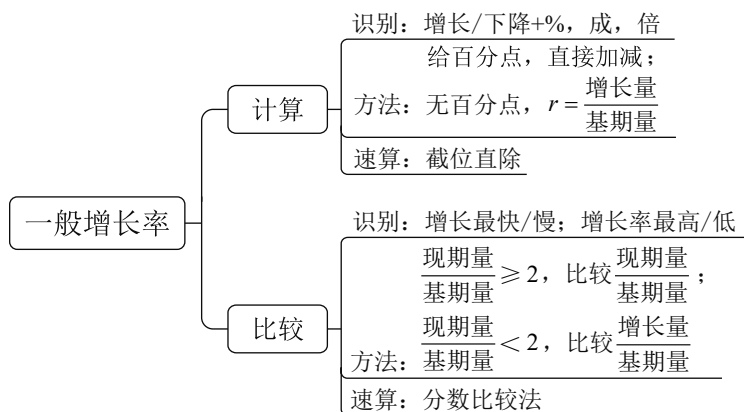 一般增长率
计算
识别：增长/下降+%，成，倍
给百分点，直接加减；
方法：无百分点，r=增长量/基期量
速算：截位直除
比较
识别：增长最快/慢；增长率最高/低
现期量/基期量≥2，比较现期量/基期量；
方法：现期量/基期量<2，比较增长量/基期量
速算：分数比较法